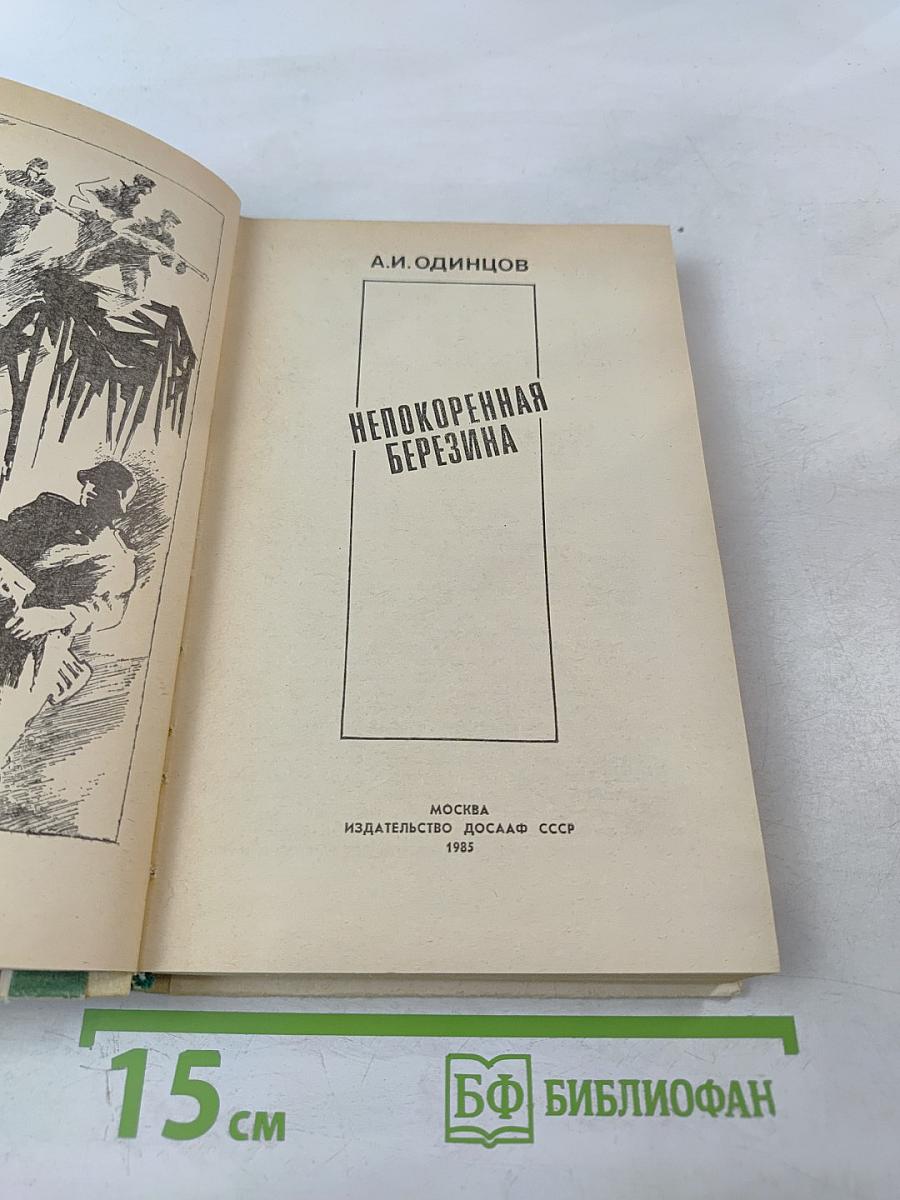 А.И. ОДИНЦОВ
НЕПОКОРЕННАЯ
БЕРЕЗИНА
МОСКВА
ИЗДАТЕЛЬСТВО ДОСААФ СССР
1985
15 см
БФ БИБЛИОФАН